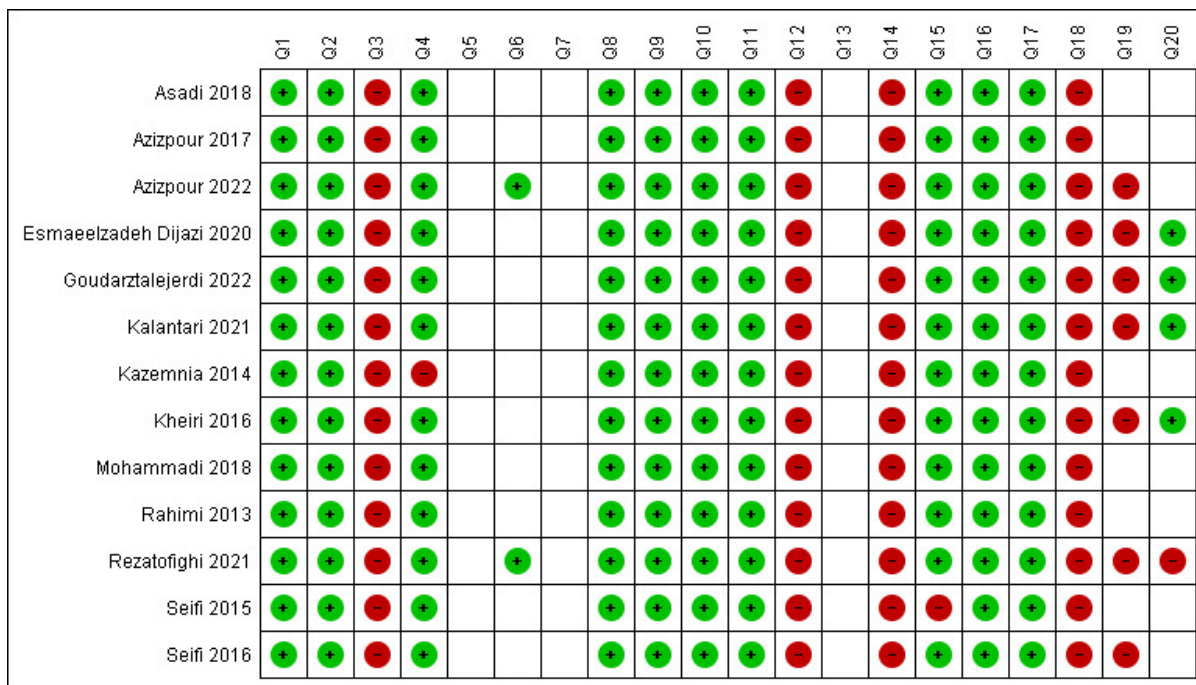 Q1 Q2 Q3 Q4 Q5 Q6 Q7 Q8 Q9 Q10 Q11 Q12 Q13 Q14 Q15 Q16 Q17 Q18 Q19 Q20
Asadi 2018 + + - + + + + + - - + + + -
Azizpour 2017 + + - + + + + + - - + + + -
Azizpour 2022 + + - + + + + + + - - + + + - -
Esmaeelzadeh Dijazi 2020 + + - + + + + + - - + + + - - +
Goudarztalejerdi 2022 + + - + + + + + - - + + + - - +
Kalantari 2021 + + - + + + + + - - + + + - - +
Kazemnia 2014 + + - - + + + + - - + + + -
Kheiri 2016 + + - + + + + + - - + + + - - +
Mohammadi 2018 + + - + + + + + - - + + + -
Rahimi 2013 + + - + + + + + - - + + + -
Rezatofighi 2021 + + - + + + + + + - - + + + - - -
Seifi 2015 + + - + + + + + - - - + + -
Seifi 2016 + + - + + + + + - - + + + - -